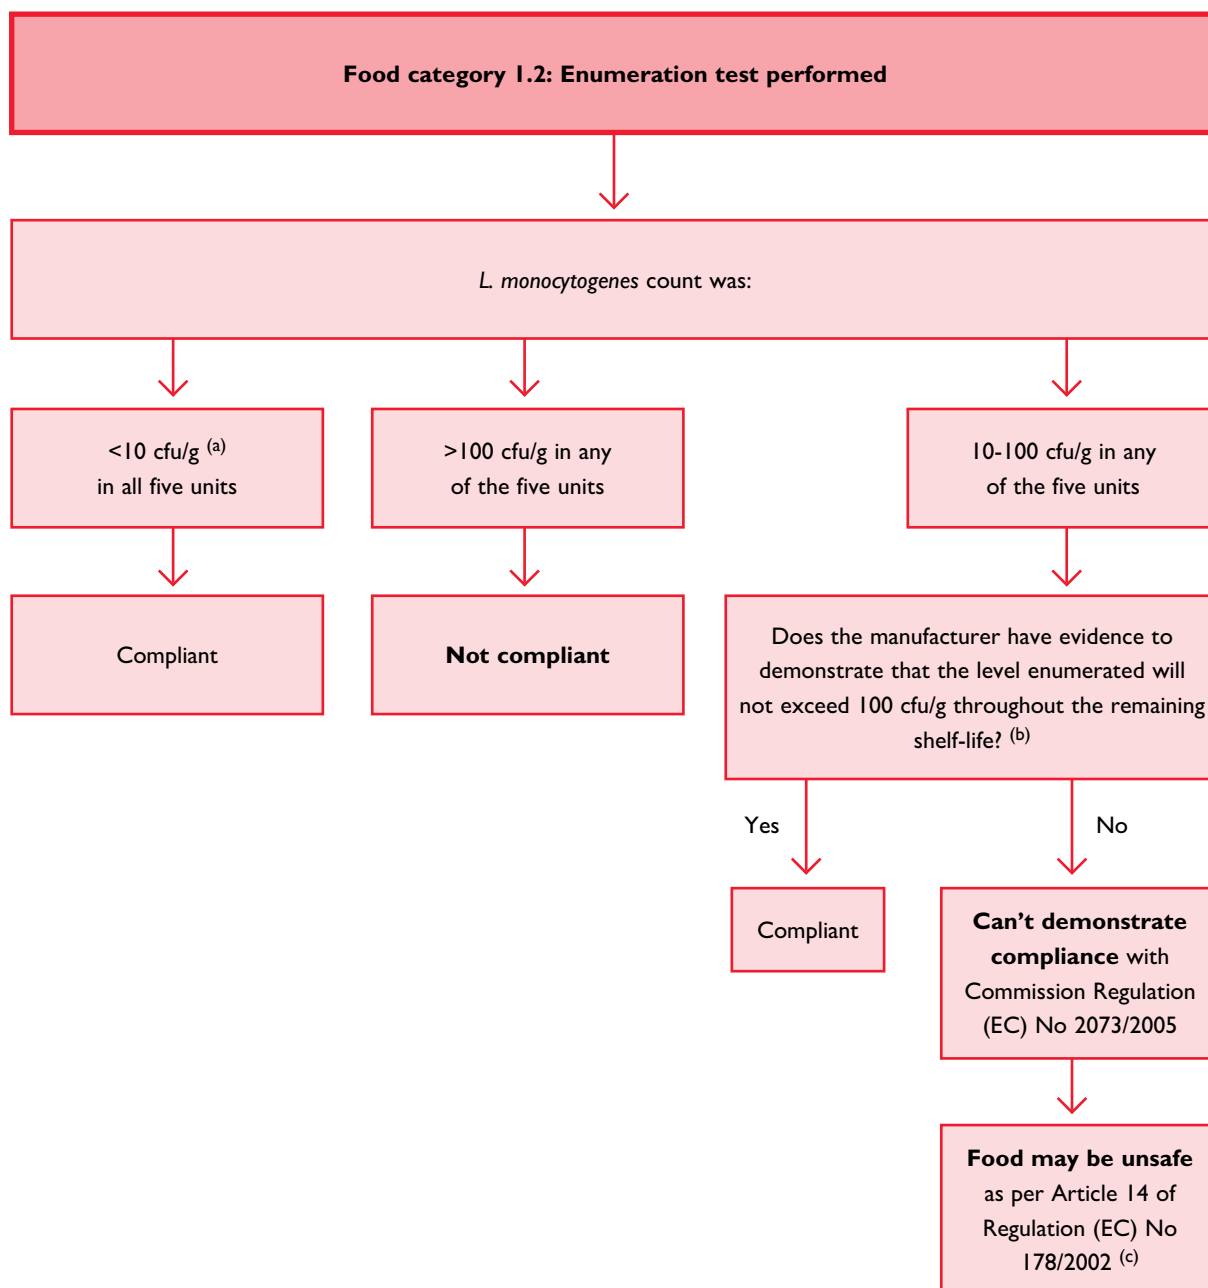 Food category 1.2: Enumeration test performed
L. monocytogenes count was:
<10 cfu/g (a)
in all five units
>100 cfu/g in any
of the five units
10-100 cfu/g in any
of the five units
Compliant
Not compliant
Does the manufacturer have evidence to
demonstrate that the level enumerated will
not exceed 100 cfu/g throughout the remaining
shelf-life? (b)
Yes
No
Compliant
Can’t demonstrate
compliance with
Commission Regulation
(EC) No 2073/2005
Food may be unsafe
as per Article 14 of
Regulation (EC) No
178/2002 (c)